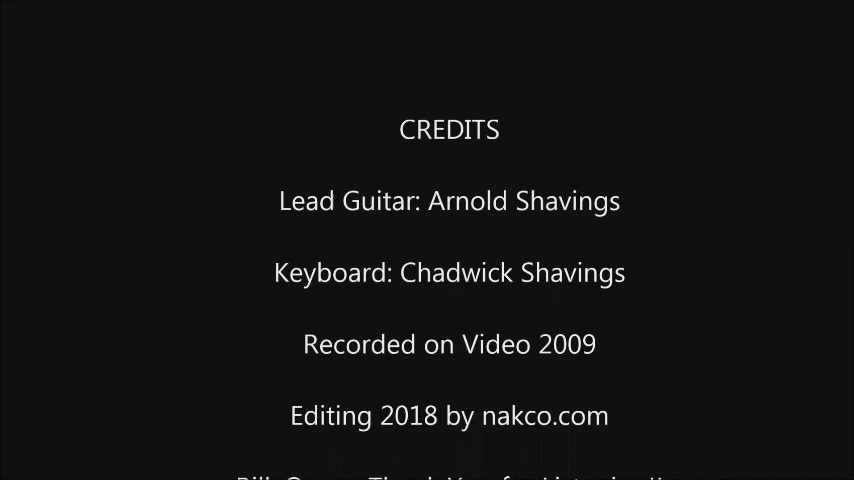 CREDITS
Lead Guitar: Arnold Shavings
Keyboard: Chadwick Shavings
Recorded on Video 2009
Editing 2018 by nakco.com